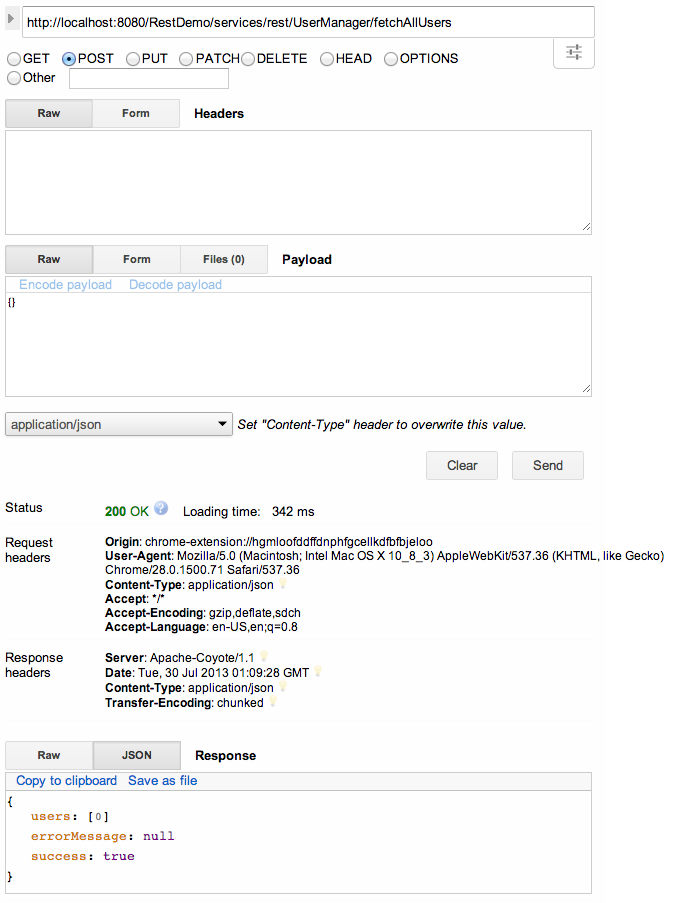 http://localhost:8080/RestDemo/services/rest/UserManager/fetchAllUsers
GET POST PUT PATCH DELETE HEAD OPTIONS
Other
Raw Form Headers
Raw Form Files (0) Payload
Encode payload Decode payload
{}
application/json Set "Content-Type" header to overwrite this value.
Clear Send
Status 200 OK ? Loading time: 342 ms
Request headers
Origin: chrome-extension://hgmloofddffdnphfgcellkdfbfbjeloo
User-Agent: Mozilla/5.0 (Macintosh; Intel Mac OS X 10_8_3) AppleWebKit/537.36 (KHTML, like Gecko)
Chrome/28.0.1500.71 Safari/537.36
Content-Type: application/json
Accept: */*
Accept-Encoding: gzip,deflate,sdch
Accept-Language: en-US,en;q=0.8
Response headers
Server: Apache-Coyote/1.1
Date: Tue, 30 Jul 2013 01:09:28 GMT
Content-Type: application/json
Transfer-Encoding: chunked
Raw JSON Response
Copy to clipboard Save as file
{
users: [0]
errorMessage: null
success: true
}